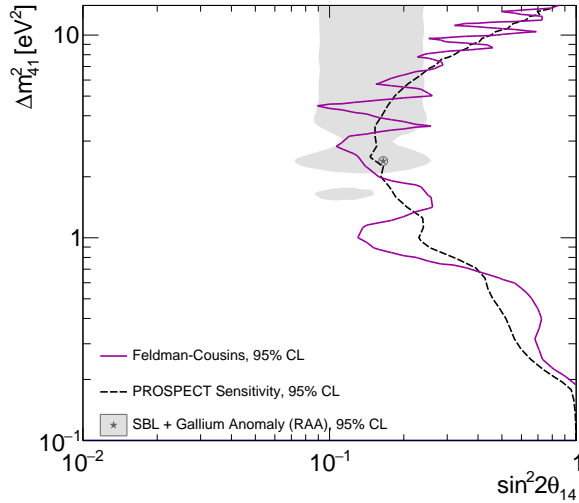 Δm²₄₁ [eV²]
10
1
10⁻¹
Feldman-Cousins, 95% CL
PROSPECT Sensitivity, 95% CL
SBL + Gallium Anomaly (RAA), 95% CL
10⁻² 10⁻¹ 1
sin²2θ₁₄